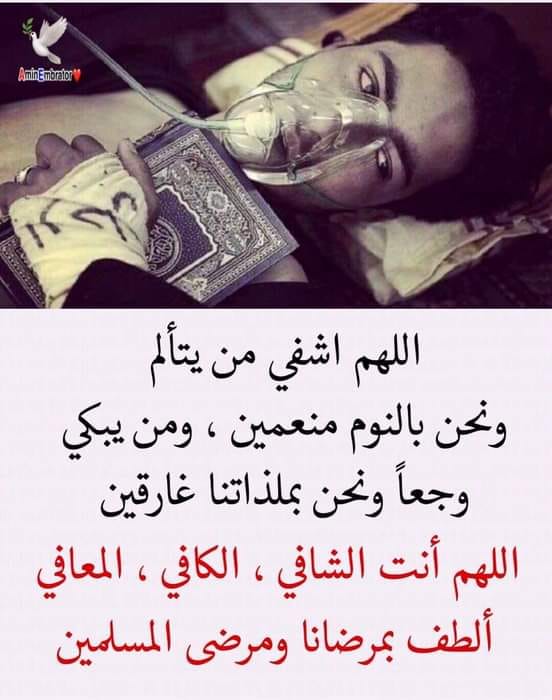 AminEmbrator
اللهم اشفي من يتألم
ونحن بالنوم منعمين ، ومن يبكي
وجعاً ونحن بملذاتنا غارقين
اللهم أنت الشافي ، الكافي ، المعافي
ألطف بمرضانا ومرضى المسلمين